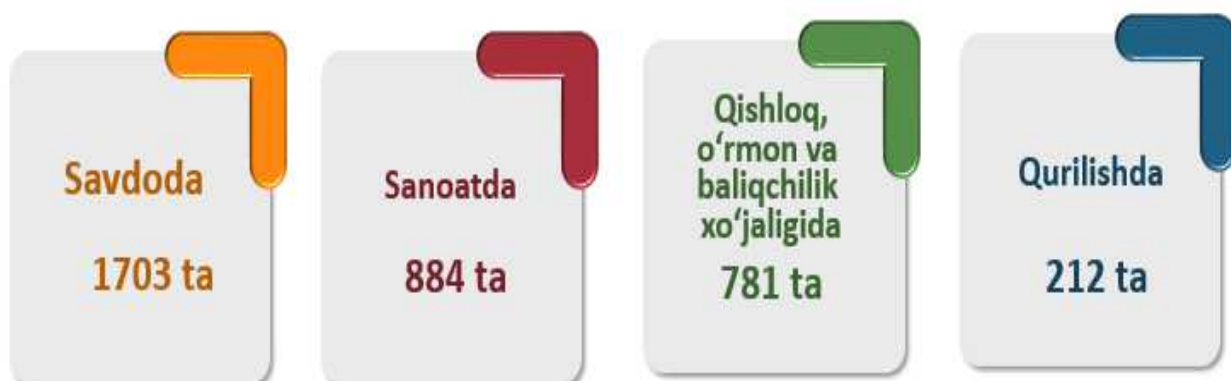 Savdoda
1703 ta
Sanoatda
884 ta
Qishloq,
o‘rmon va
baliqchilik
xo‘jaligida
781 ta
Qurilishda
212 ta